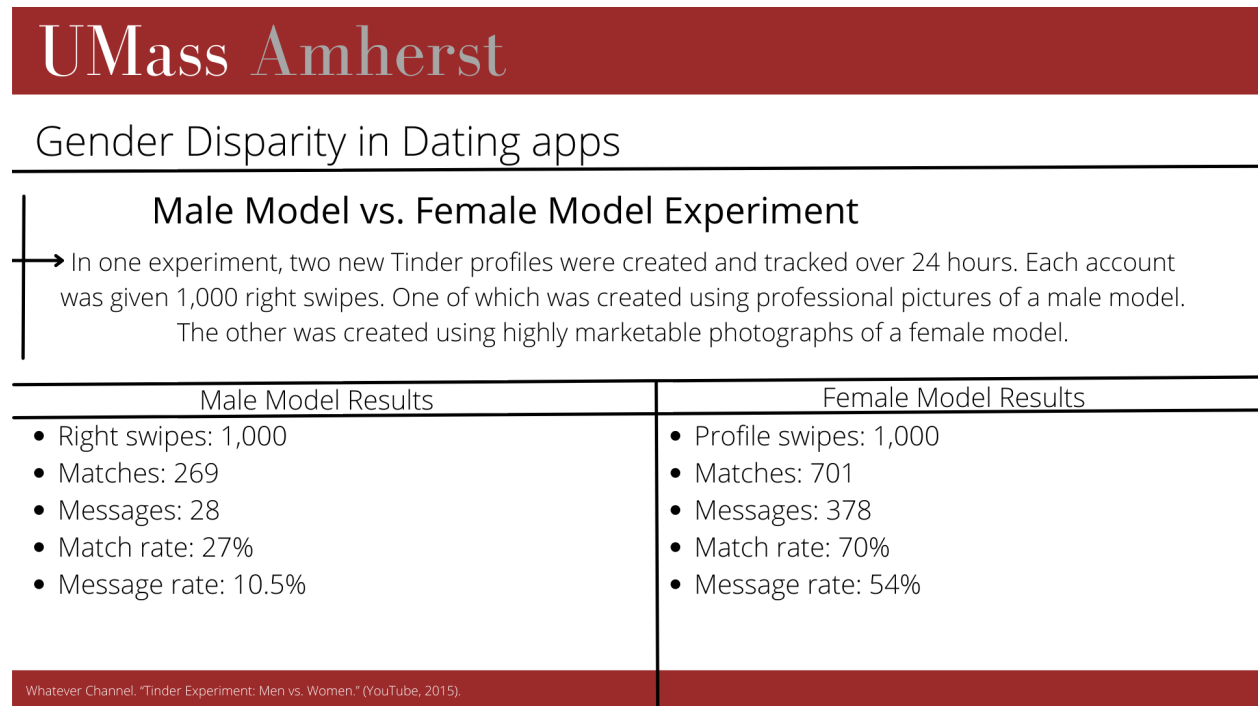 UMass Amherst
Gender Disparity in Dating apps
Male Model vs. Female Model Experiment
In one experiment, two new Tinder profiles were created and tracked over 24 hours. Each account
was given 1,000 right swipes. One of which was created using professional pictures of a male model.
The other was created using highly marketable photographs of a female model.
Male Model Results
• Right swipes: 1,000
• Matches: 269
• Messages: 28
• Match rate: 27%
• Message rate: 10.5%
Female Model Results
• Profile swipes: 1,000
• Matches: 701
• Messages: 378
• Match rate: 70%
• Message rate: 54%
Whatever Channel. “Tinder Experiment: Men vs. Women.” (YouTube, 2015).